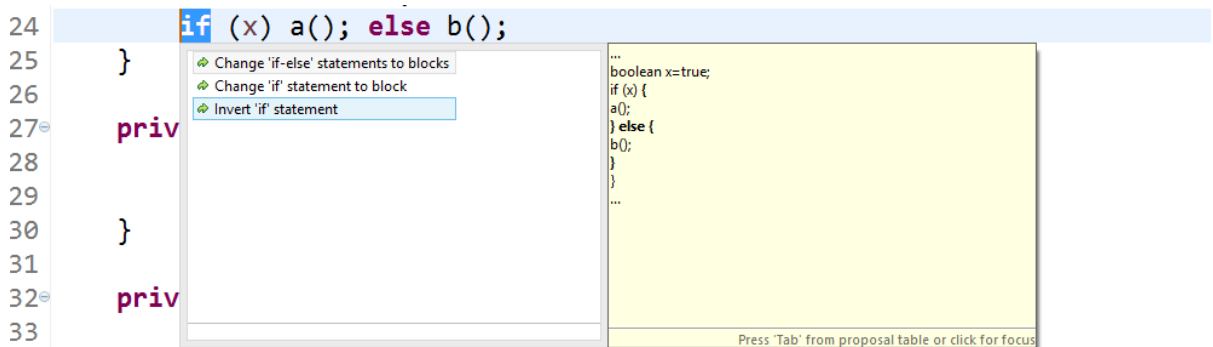 24 if (x) a(); else b();
25 }
26
27 priv
28
29
30 }
31
32 priv
33
Change 'if-else' statements to blocks
Change 'if' statement to block
Invert 'if' statement
...
boolean x=true;
if (x) {
a();
} else {
b();
}
}
...
Press 'Tab' from proposal table or click for focus